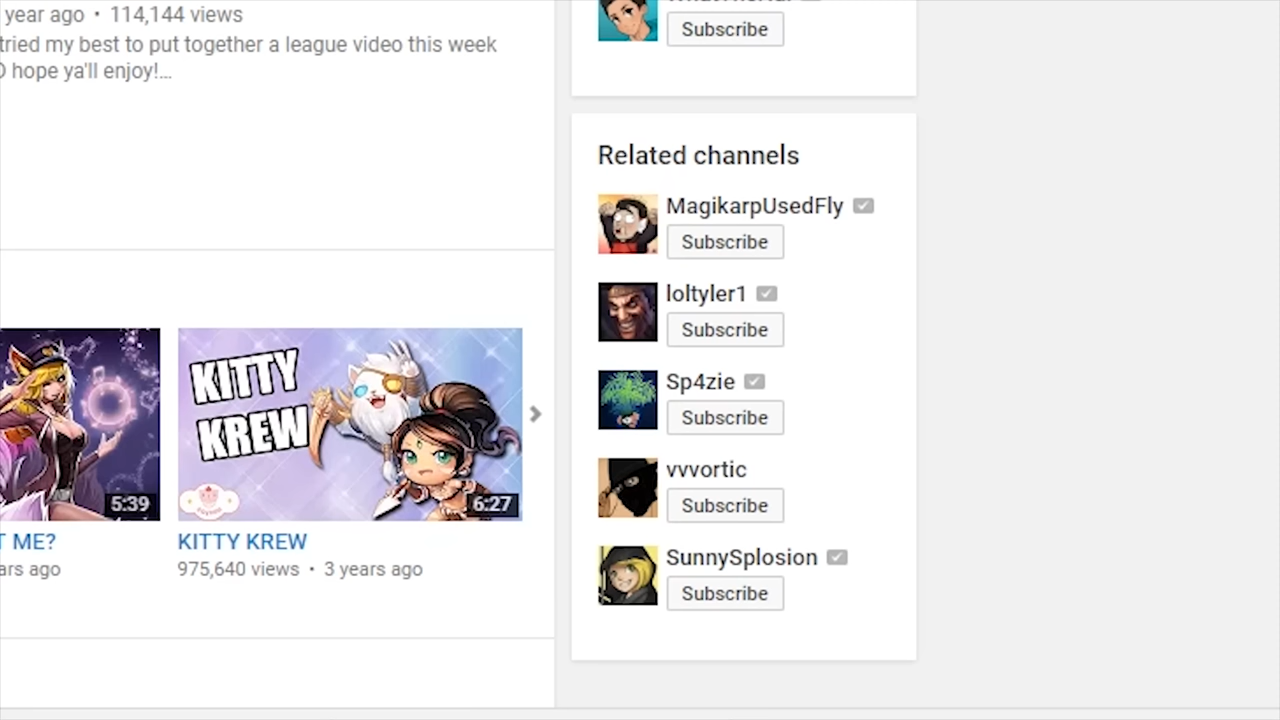 year ago • 114,144 views
tried my best to put together a league video this week
hope ya'll enjoy!...
Subscribe
Related channels
MagikarpUsedFly
Subscribe
loltyler1
Subscribe
Sp4zie
Subscribe
vvvortic
Subscribe
SunnySplosion
Subscribe
KITTY
KREW
5:39
6:27
T ME?
ars ago
KITTY KREW
975,640 views • 3 years ago